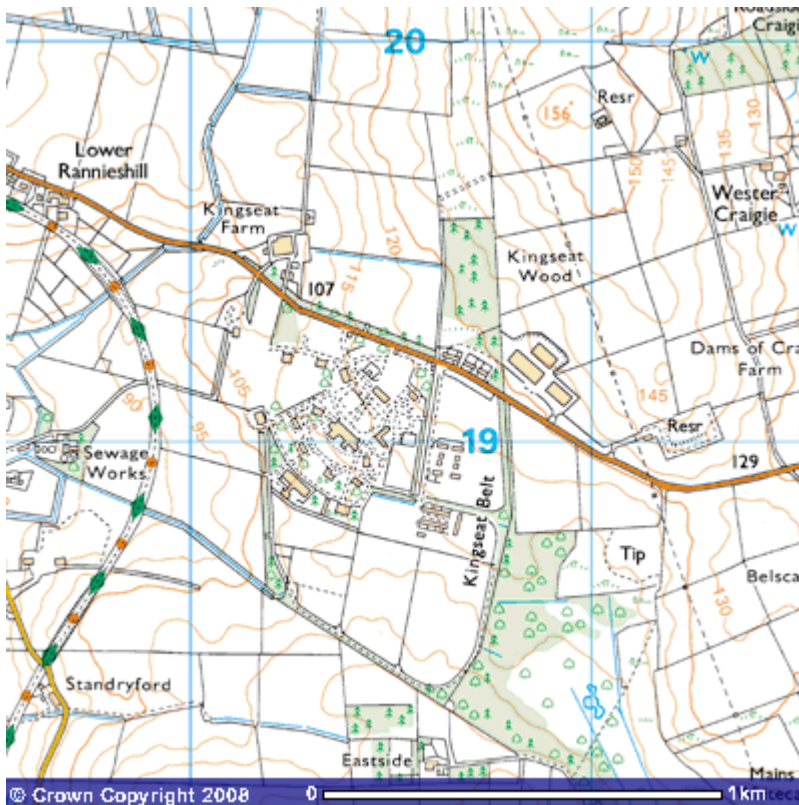 20
Craigi
Resr
156
Lower
Rannieshill
150
145
135
130
Wester
Craigie
W
W
Kingseat
Farm
120
115
107
Kingseat
Wood
Dams of Cra
Farm
105
145
90
95
19
Resr
Sewage
Works
129
Kingseat Belt
Tip
Belsca
130
Standryford
Eastside
Mains
© Crown Copyright 2008
0
1km